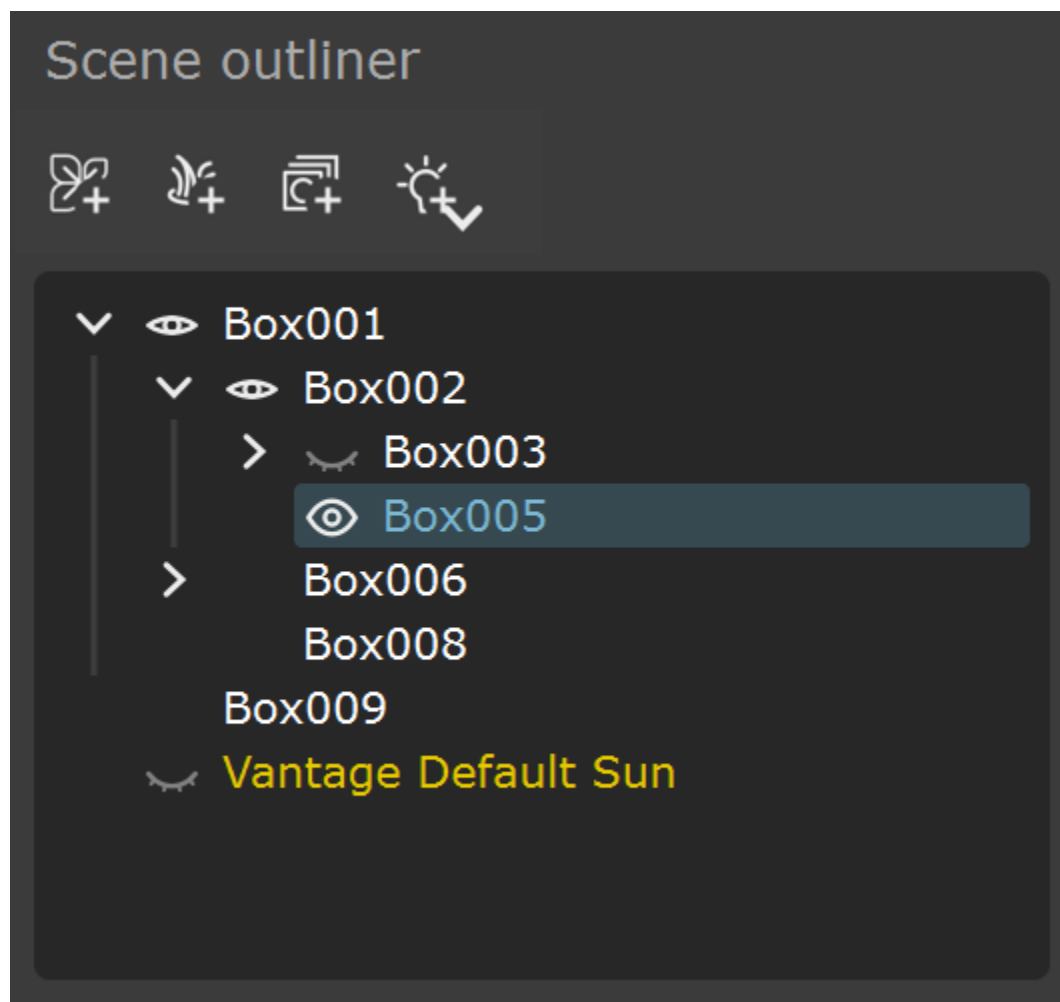 Scene outliner
Box001
Box002
Box003
Box005
Box006
Box008
Box009
Vantage Default Sun